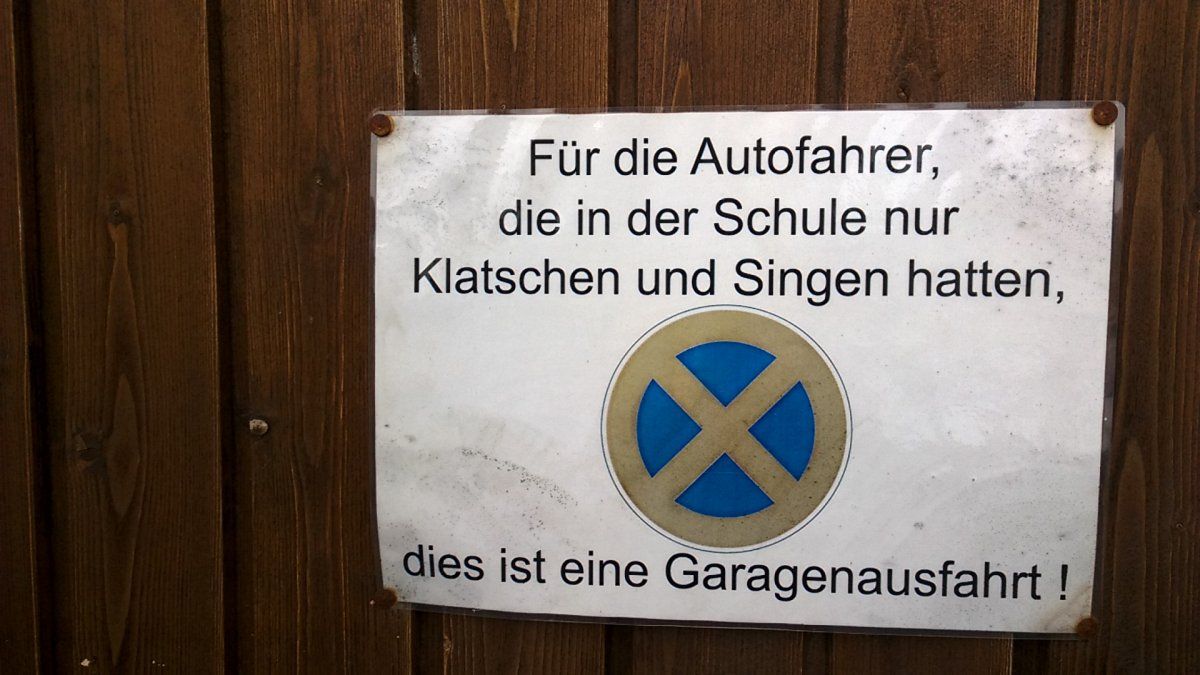 Für die Autofahrer,
die in der Schule nur
Klatschen und Singen hatten,
dies ist eine Garagenausfahrt !